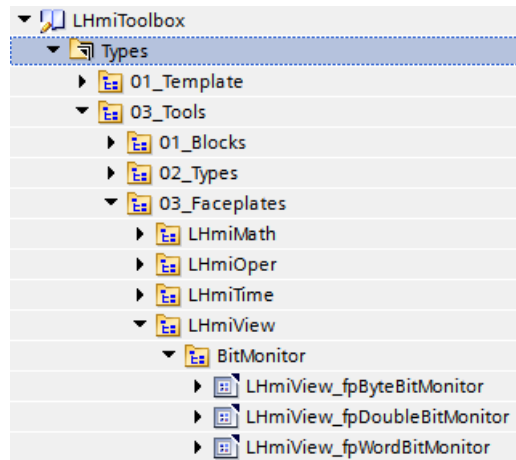 LHmiToolbox
Types
01_Template
03_Tools
01_Blocks
02_Types
03_Faceplates
LHmiMath
LHmiOper
LHmiTime
LHmiView
BitMonitor
LHmiView_fpByteBitMonitor
LHmiView_fpDoubleBitMonitor
LHmiView_fpWordBitMonitor